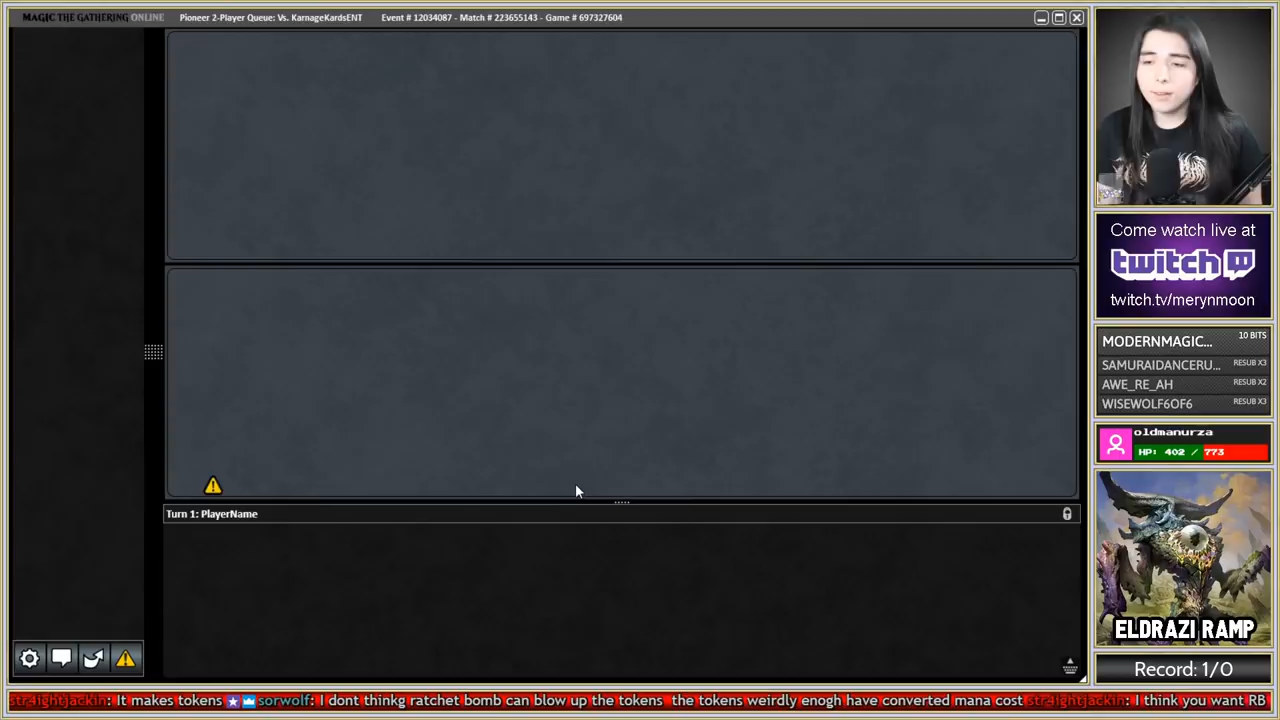 MAGIC THE GATHERING ONLINE Pioneer 2-Player Queue: Vs. KarnageKardsENT Event # 12034087 - Match # 223655143 - Game # 697327604
Come watch live at
twitch
twitch.tv/merynmoon
MODERNMAGIC... 10 BITS
SAMURAIDANCERU... RESUB X3
AWE_RE_AH RESUB X2
WISEWOLF6OF6 RESUB X3
oldmanurza
HP: 402 / 773
Turn 1: PlayerName
ELDRAZI RAMP
Record: 1/0
str8lightjackin: It makes tokens sorwolf: I dont thinkg ratchet bomb can blow up the tokens the tokens weirdly enogh have converted mana cost str8lightjackin: I think you want RB